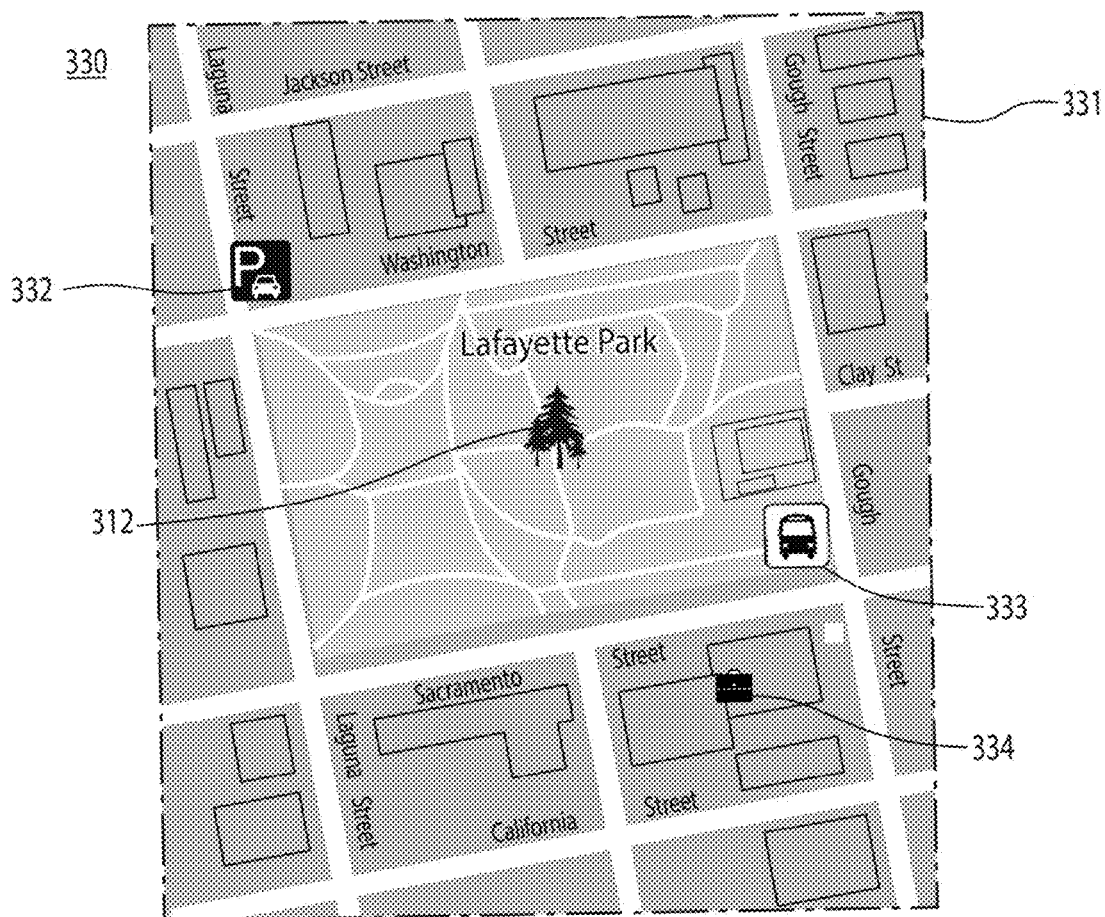 330
Laguna
Street
Jackson Street
Gough
Street
331
Washington
Street
P
332
Lafayette Park
Clay St
312
Gough
Street
333
Sacramento
Street
Laguna
Street
334
California
Street